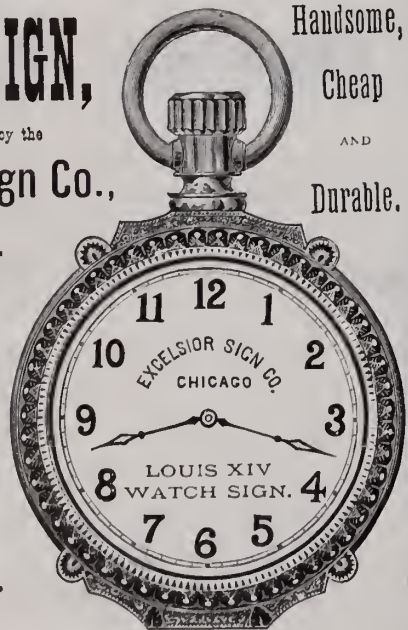 IGN,
by the
gn Co.,
Handsome,
Cheap
AND
Durable.
11 12 1
10 2
EXCELSIOR SIGN CO.
CHICAGO
9 3
LOUIS XIV
8 4
WATCH SIGN.
7 6 5